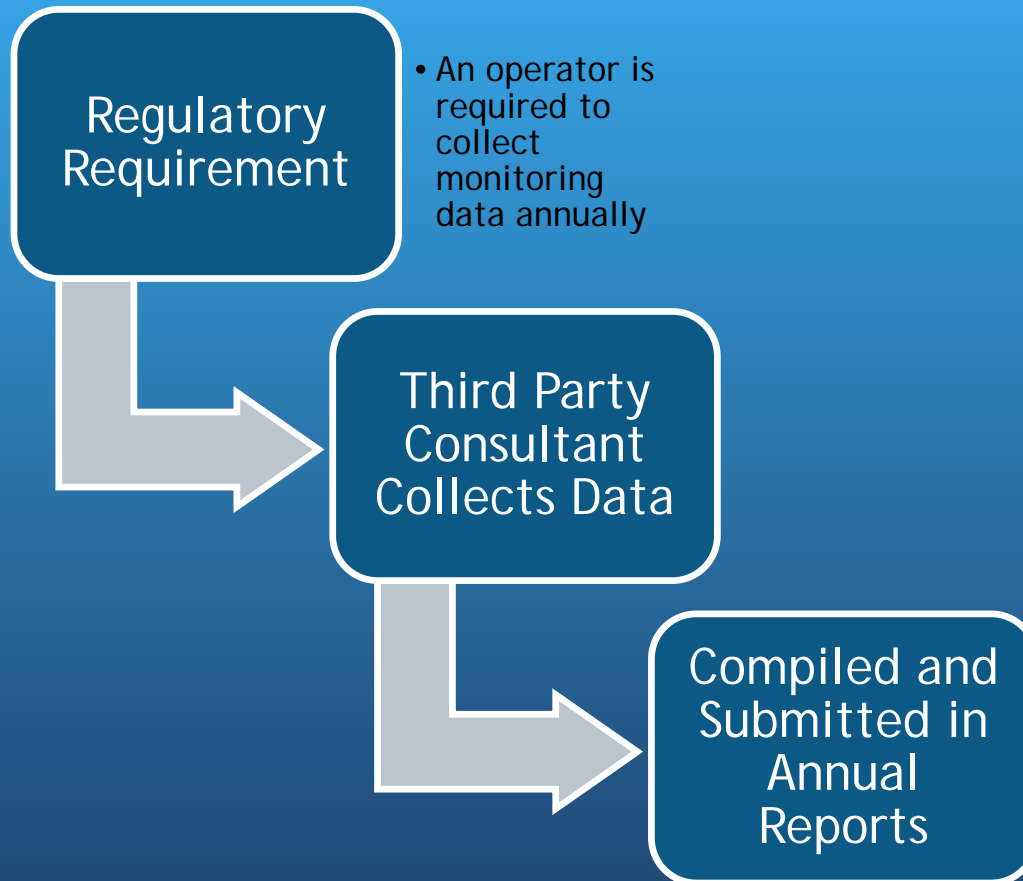 Regulatory
Requirement
• An operator is
required to
collect
monitoring
data annually
Third Party
Consultant
Collects Data
Compiled and
Submitted in
Annual
Reports